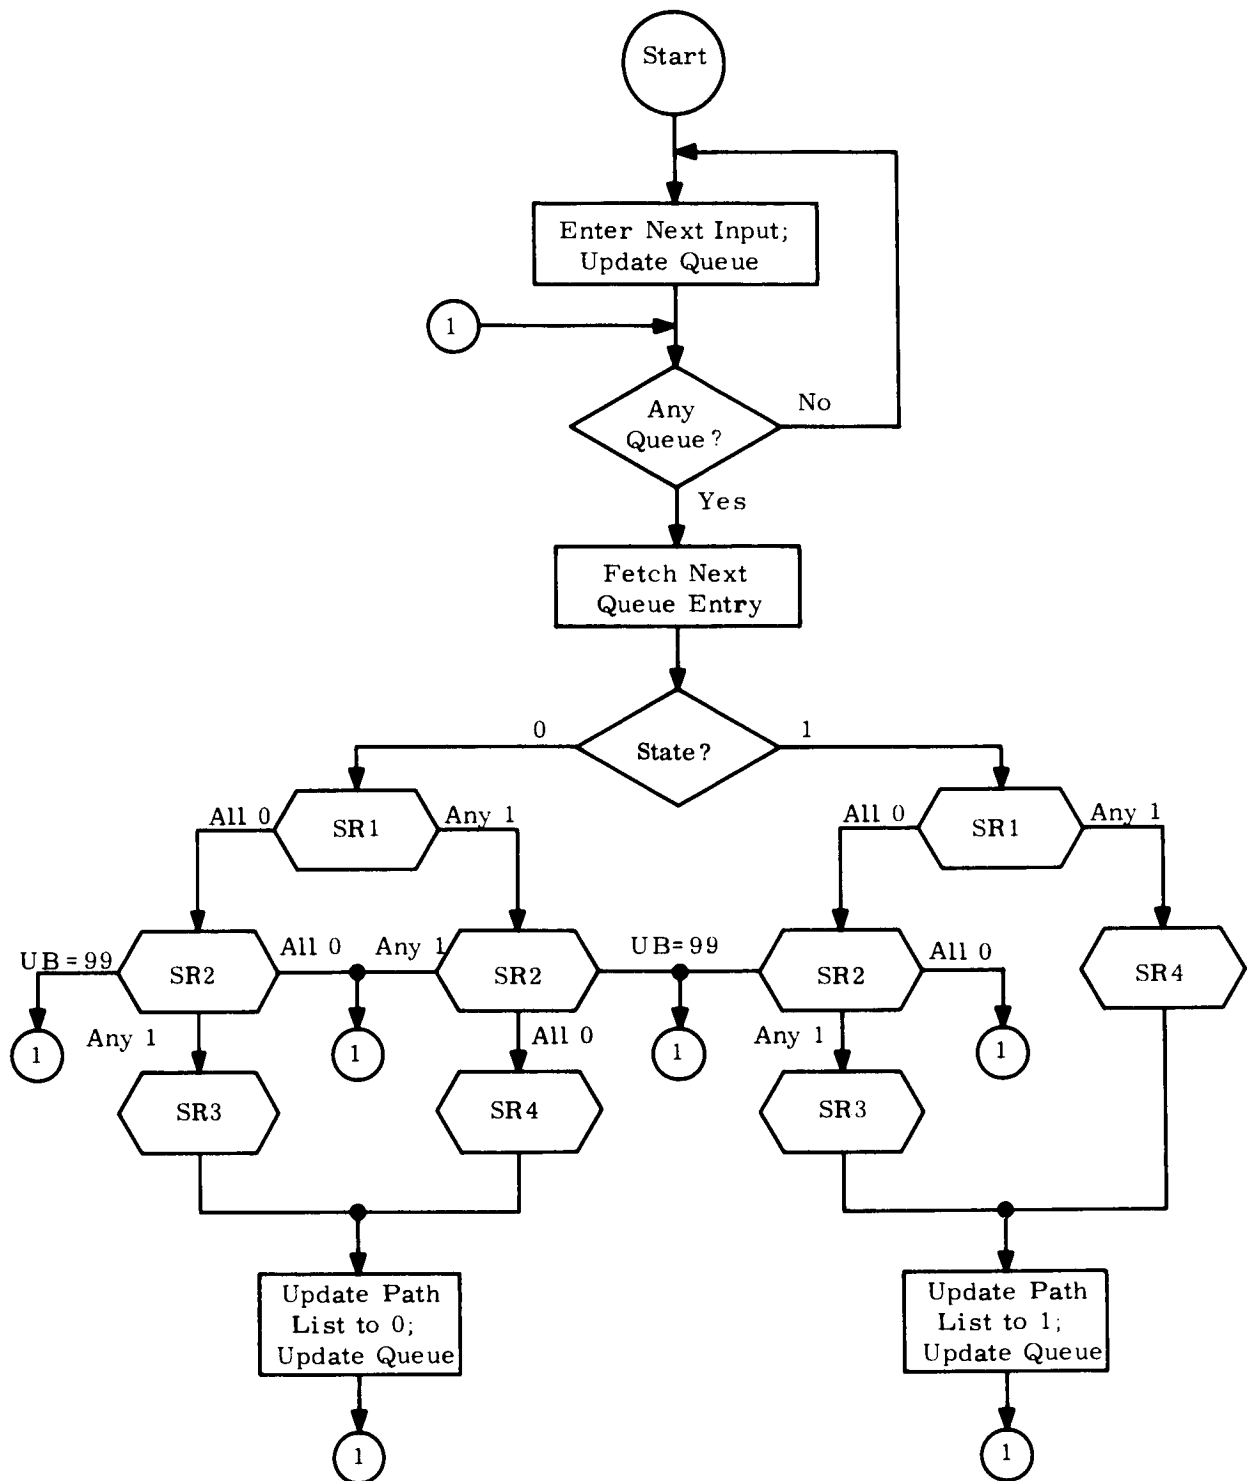 Start
Enter Next Input;
Update Queue
1
Any
Queue?
No
Yes
Fetch Next
Queue Entry
0
State?
1
All 0
SR1
Any 1
All 0
SR1
Any 1
UB=99
SR2
All 0
Any 1
SR2
UB=99
SR2
All 0
SR4
1
Any 1
1
All 0
1
Any 1
1
SR3
SR4
SR3
Update Path
List to 0;
Update Queue
Update Path
List to 1;
Update Queue
1
1